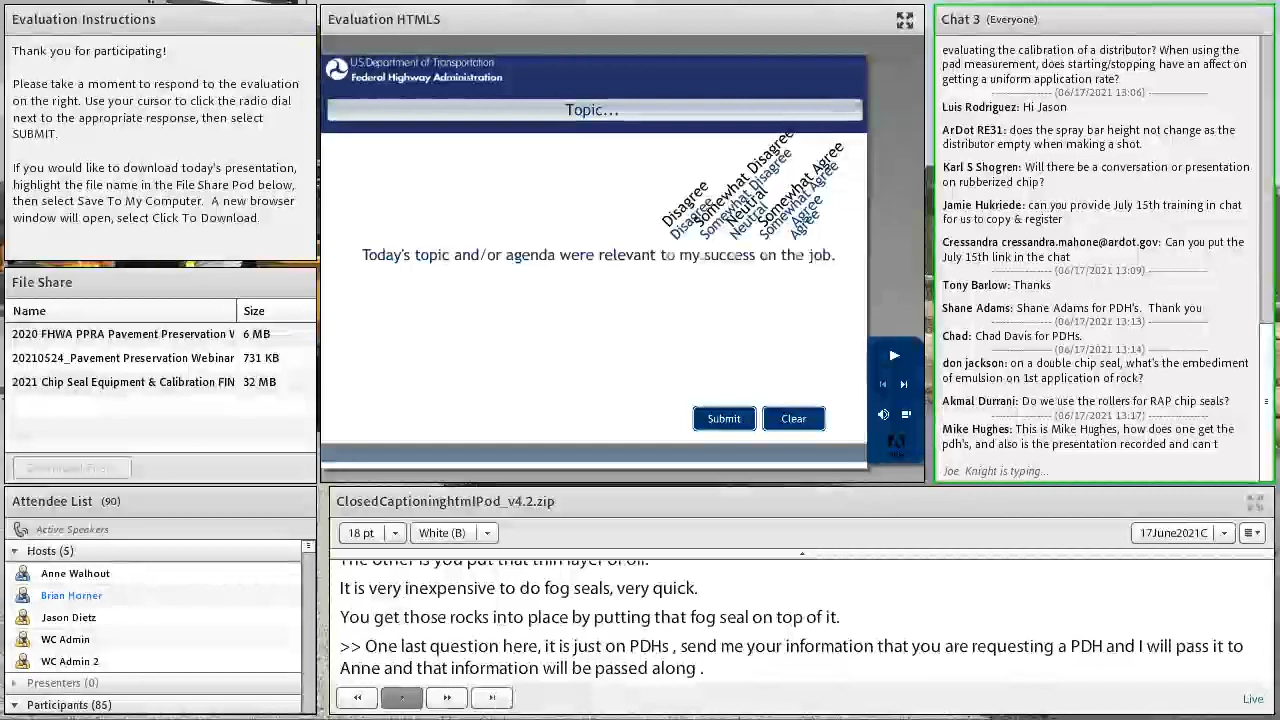 Evaluation Instructions
Thank you for participating!
Please take a moment to respond to the evaluation
on the right. Use your cursor to click the radio dial
next to the appropriate response, then select
SUBMIT.
If you would like to download today's presentation,
highlight the file name in the File Share Pod below,
then select Save To My Computer. A new browser
window will open, select Click To Download.
File Share
Name
Size
2020 FHWA PPRA Pavement Preservation W
6 MB
20210524_Pavement Preservation Webinar
731 KB
2021 Chip Seal Equipment & Calibration FIN
32 MB
Attendee List (90)
Active Speakers
Hosts (5)
Anne Walhout
Brian Horner
Jason Dietz
WC Admin
WC Admin 2
Presenters (0)
Participants (85)
Evaluation HTML5
U.S.Department of Transportation
Federal Highway Administration
Topic...
Disagree
Somewhat Disagree
Neutral
Somewhat Agree
Agree
Disagree
Somewhat Disagree
Neutral
Somewhat Agree
Agree
Today's topic and/or agenda were relevant to my success on the job.
Submit
Clear
Chat 3 (Everyone)
evaluating the calibration of a distributor? When using the
pad measurement, does starting/stopping have an affect on
getting a uniform application rate?
(06/17/2021 13:06)
Luis Rodriguez: Hi Jason
ArDot RE31: does the spray bar height not change as the
distributor empty when making a shot.
Karl S Shogren: Will there be a conversation or presentation
on rubberized chip?
Jamie Hukriede: can you provide July 15th training in chat
for us to copy & register
Cressandra cressandra.mahone@ardot.gov: Can you put the
July 15th link in the chat
(06/17/2021 13:09)
Tony Barlow: Thanks
Shane Adams: Shane Adams for PDH's. Thank you
(06/17/2021 13:13)
Chad: Chad Davis for PDHs.
(06/17/2021 13:14)
don jackson: on a double chip seal, what's the embediment
of emulsion on 1st application of rock?
Akmal Durrani: Do we use the rollers for RAP chip seals?
(06/17/2021 13:17)
Mike Hughes: This is Mike Hughes, how does one get the
pdh's, and also is the presentation recorded and can t
Joe. Knight is typing...
ClosedCaptioninghtmlPod_v4.2.zip
18 pt
White (B)
17June2021C
The other is you put that thin layer of oil.
It is very inexpensive to do fog seals, very quick.
You get those rocks into place by putting that fog seal on top of it.
>> One last question here, it is just on PDHs , send me your information that you are requesting a PDH and I will pass it to
Anne and that information will be passed along .
Live